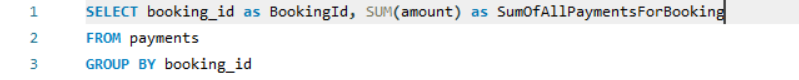 1 SELECT booking_id as BookingId, SUM(amount) as SumOfAllPaymentsForBooking
2 FROM payments
3 GROUP BY booking_id